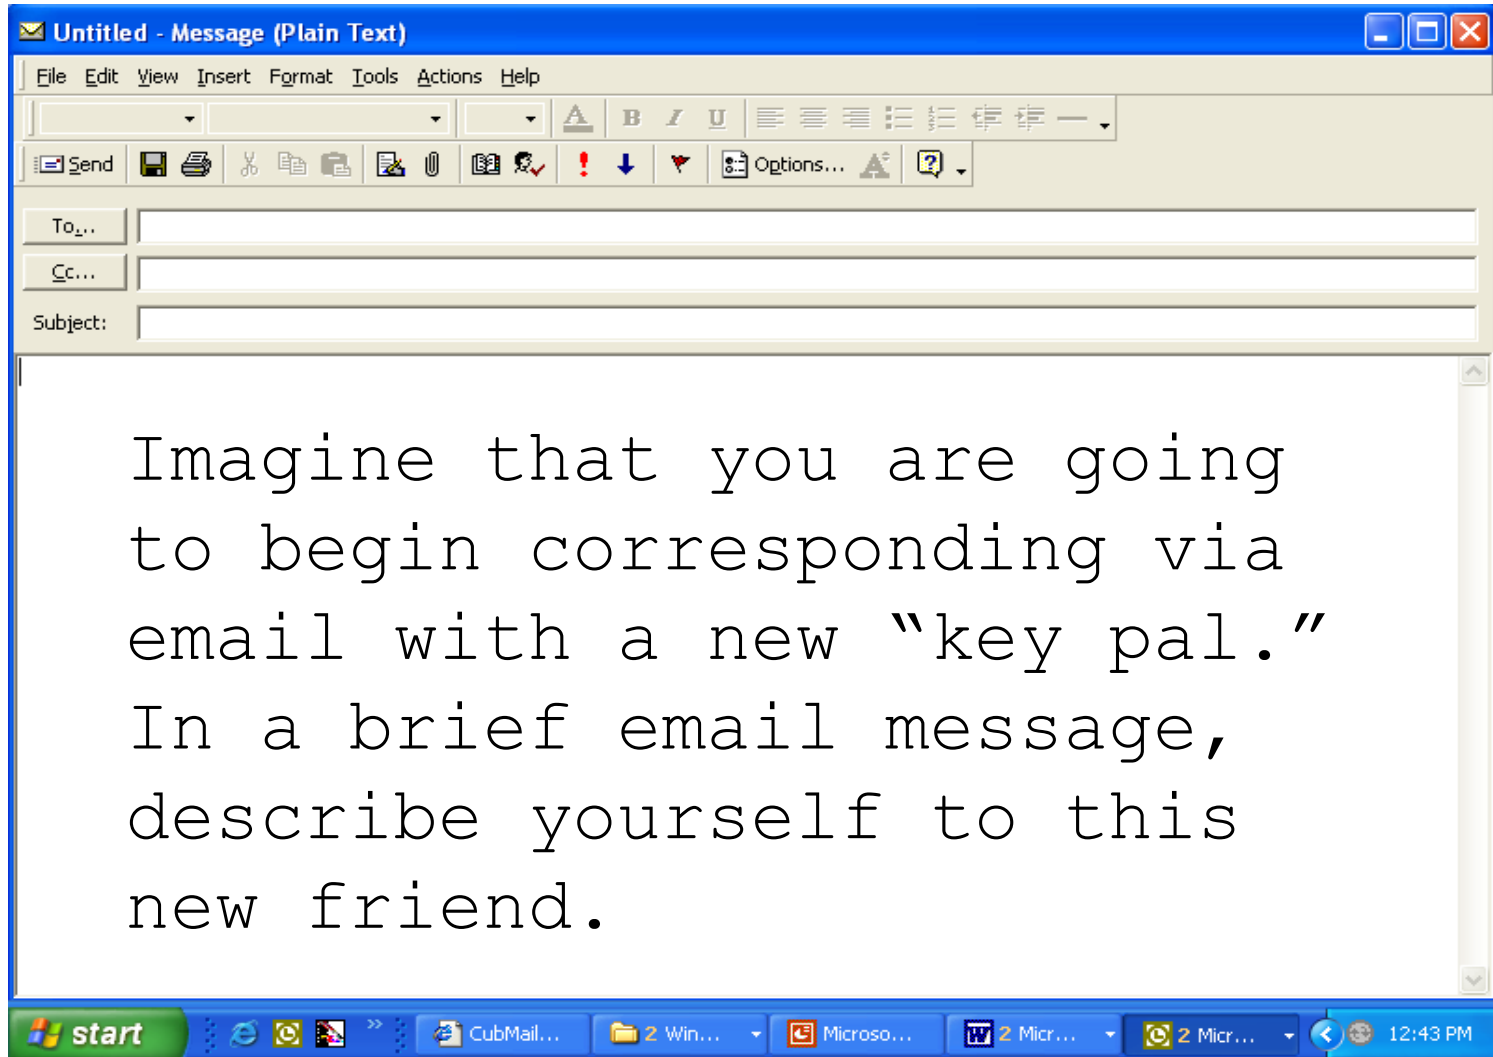 Untitled - Message (Plain Text)
File Edit View Insert Format Tools Actions Help
A B I U
Send Options... A
To...
Cc...
Subject:
Imagine that you are going
to begin corresponding via
email with a new “key pal.”
In a brief email message,
describe yourself to this
new friend.
start CubMail... 2 Win... Microso... 2 Micr... 2 Micr... 12:43 PM